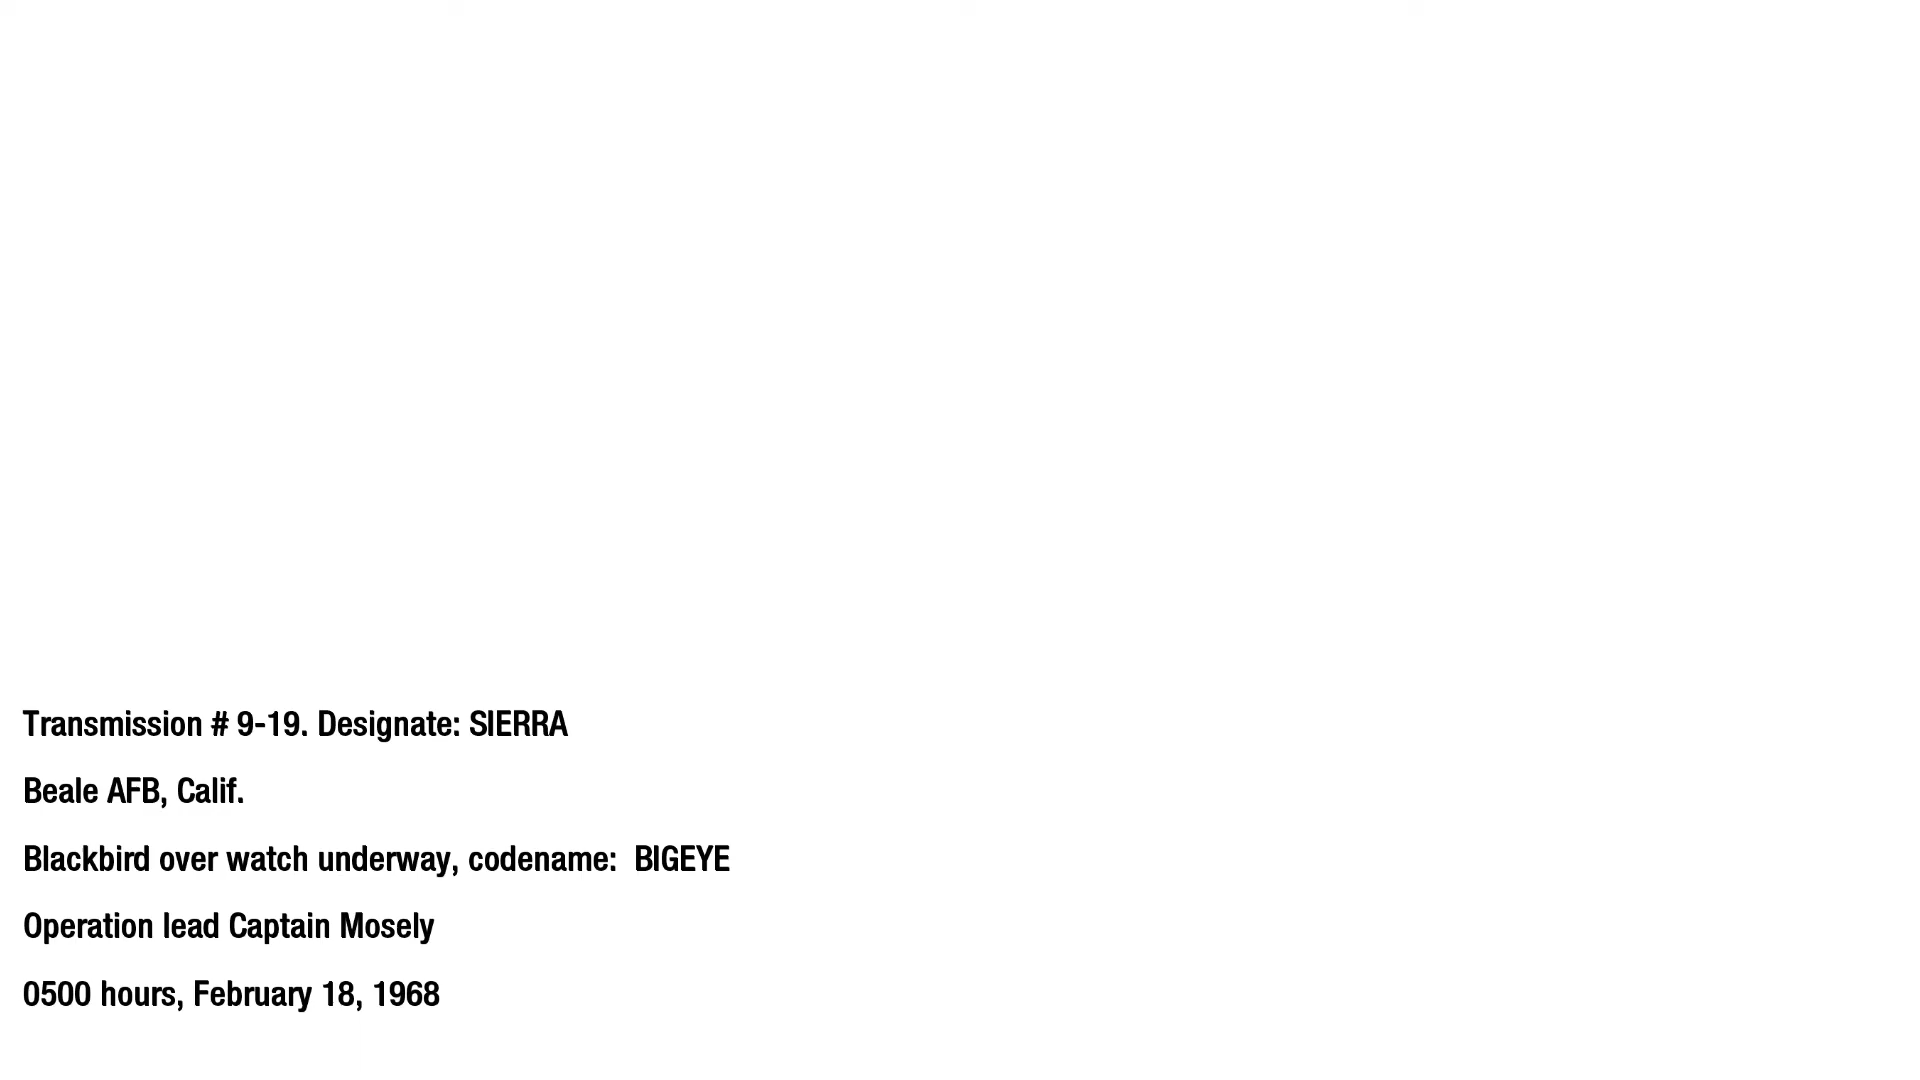 Transmission # 9-19. Designate: SIERRA
Beale AFB, Calif.
Blackbird over watch underway, codename:  BIGEYE
Operation lead Captain Mosely
0500 hours, February 18, 1968